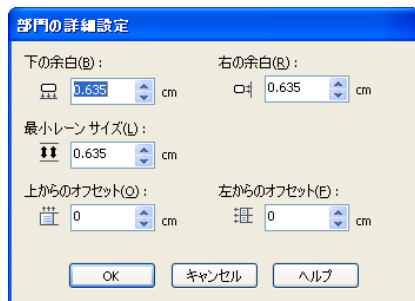 部門の詳細設定
下の余白(B): 右の余白(R):
0.635 cm 0.635 cm
最小レーン サイズ(L):
0.635 cm
上からのオフセット(O): 左からのオフセット(F):
0 cm 0 cm
OK キャンセル ヘルプ